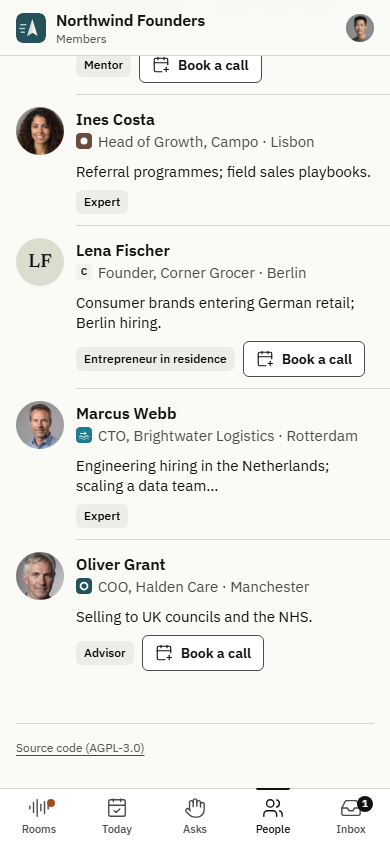 Northwind Founders
Members
Mentor
Book a call
Ines Costa
Head of Growth, Campo · Lisbon
Referral programmes; field sales playbooks.
Expert
LF
Lena Fischer
C
Founder, Corner Grocer · Berlin
Consumer brands entering German retail;
Berlin hiring.
Entrepreneur in residence
Book a call
Marcus Webb
CTO, Brightwater Logistics · Rotterdam
Engineering hiring in the Netherlands;
scaling a data team...
Expert
Oliver Grant
COO, Halden Care · Manchester
Selling to UK councils and the NHS.
Advisor
Book a call
Source code (AGPL-3.0)
Rooms
Today
Asks
People
1
Inbox